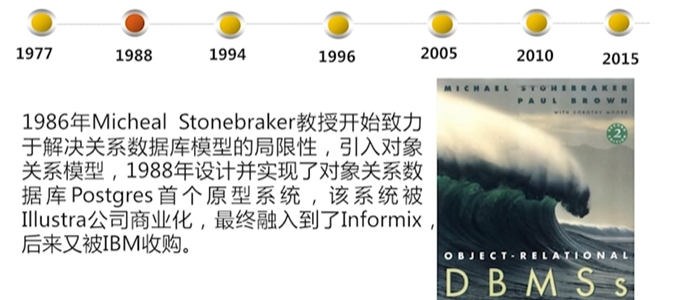 1977 1988 1994 1996 2005 2010 2015
1986年Micheal Stonebraker教授开始致力
于解决关系数据库模型的局限性，引入对象
关系模型，1988年设计并实现了对象关系数
据库Postgres首个原型系统，该系统被
Illustra公司商业化，最终融入到了Informix，
后来又被IBM收购。
MICHAEL STONEBRAKER
PAUL BROWN
WITH DOROTHY MOORE
2
OBJECT-RELATIONAL
DBMSs